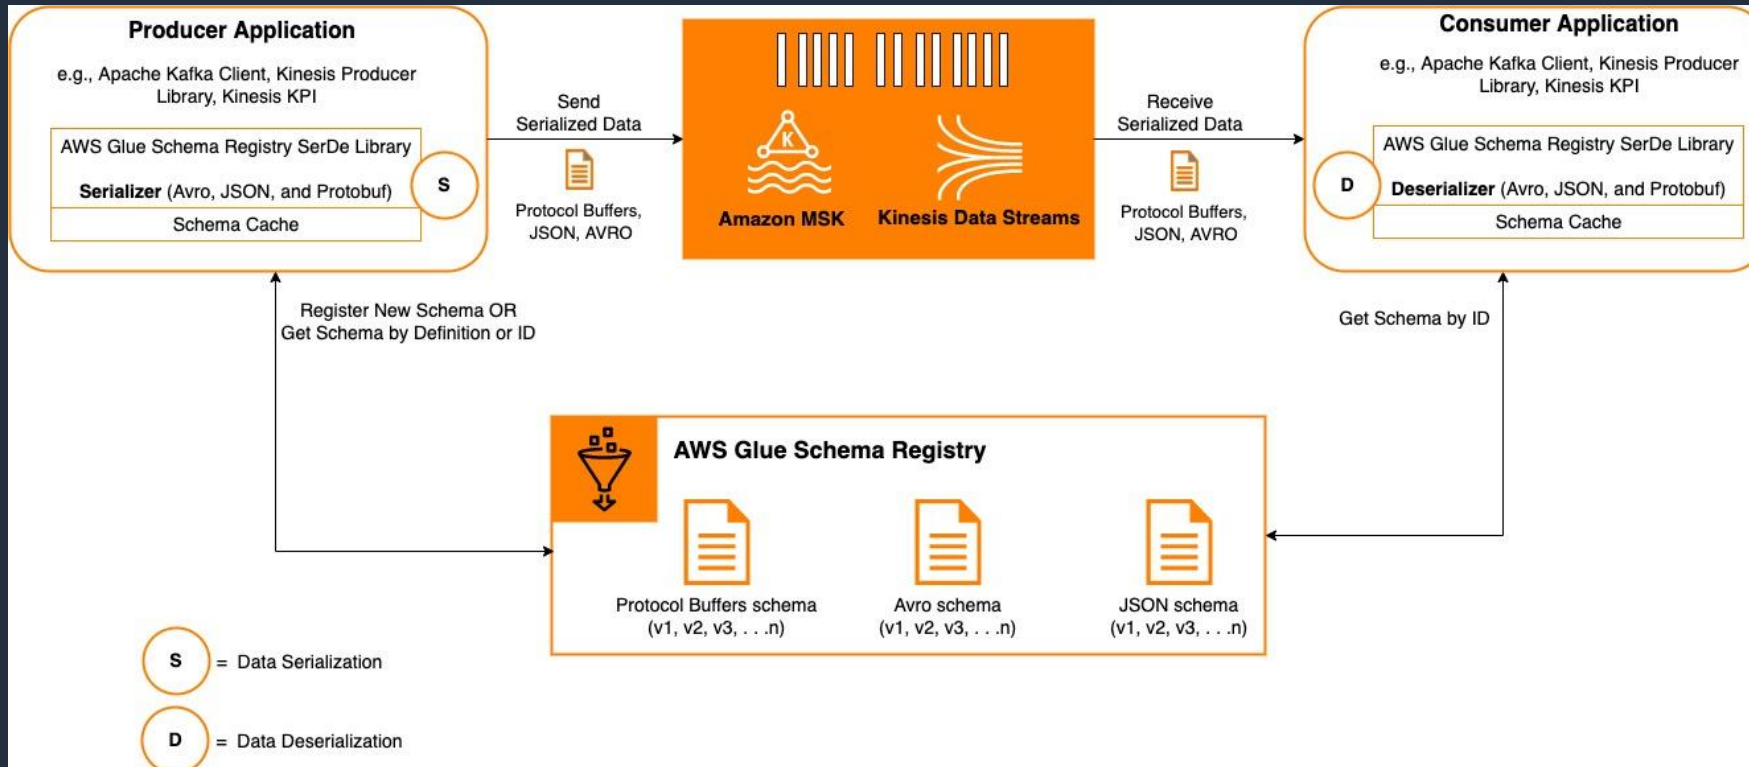 Producer Application
e.g., Apache Kafka Client, Kinesis Producer
Library, Kinesis KPI
AWS Glue Schema Registry SerDe Library
Serializer (Avro, JSON, and Protobuf)
S
Schema Cache
Send
Serialized Data
Protocol Buffers,
JSON, AVRO
K
Amazon MSK
Kinesis Data Streams
Receive
Serialized Data
Protocol Buffers,
JSON, AVRO
Consumer Application
e.g., Apache Kafka Client, Kinesis Producer
Library, Kinesis KPI
AWS Glue Schema Registry SerDe Library
D
Deserializer (Avro, JSON, and Protobuf)
Schema Cache
Register New Schema OR
Get Schema by Definition or ID
Get Schema by ID
AWS Glue Schema Registry
Protocol Buffers schema
(v1, v2, v3, . . .n)
Avro schema
(v1, v2, v3, . . .n)
JSON schema
(v1, v2, v3, . . .n)
S = Data Serialization
D = Data Deserialization